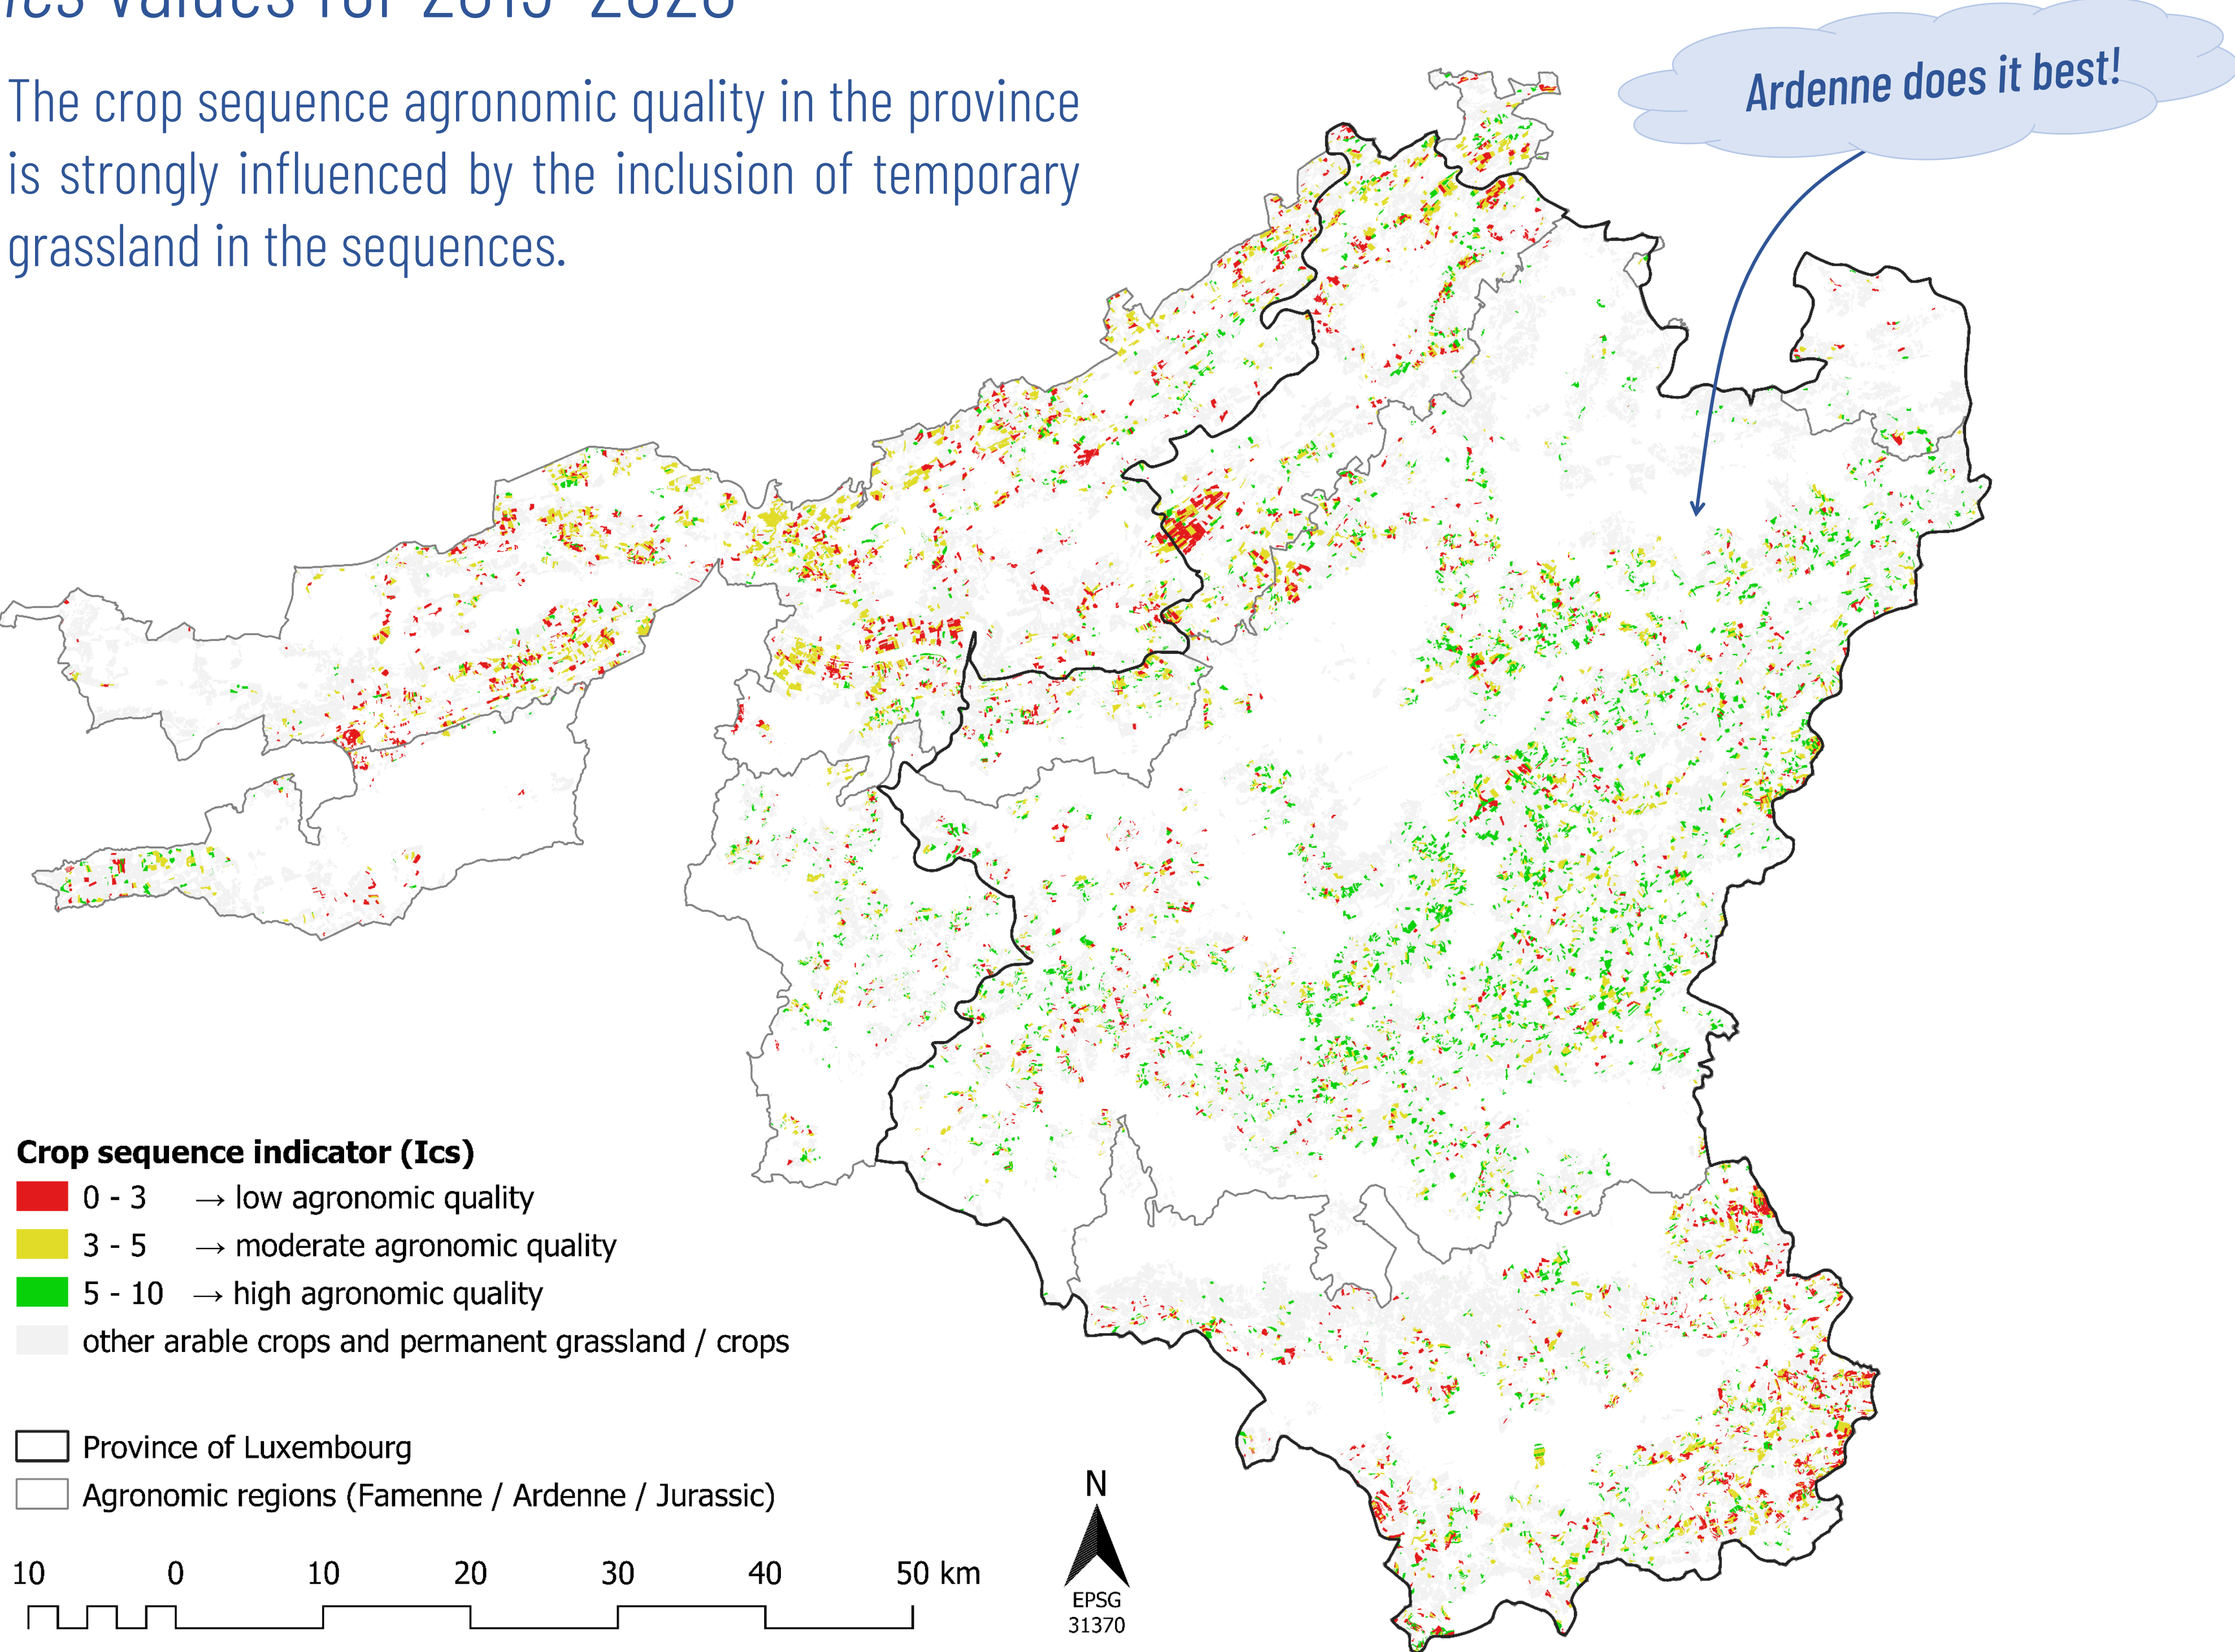 The crop sequence agronomic quality in the province
is strongly influenced by the inclusion of temporary
grassland in the sequences.
Ardenne does it best!
Crop sequence indicator (Ics)
0 - 3 → low agronomic quality
3 - 5 → moderate agronomic quality
5 - 10 → high agronomic quality
other arable crops and permanent grassland / crops
Province of Luxembourg
Agronomic regions (Famenne / Ardenne / Jurassic)
10 0 10 20 30 40 50 km
N
EPSG
31370